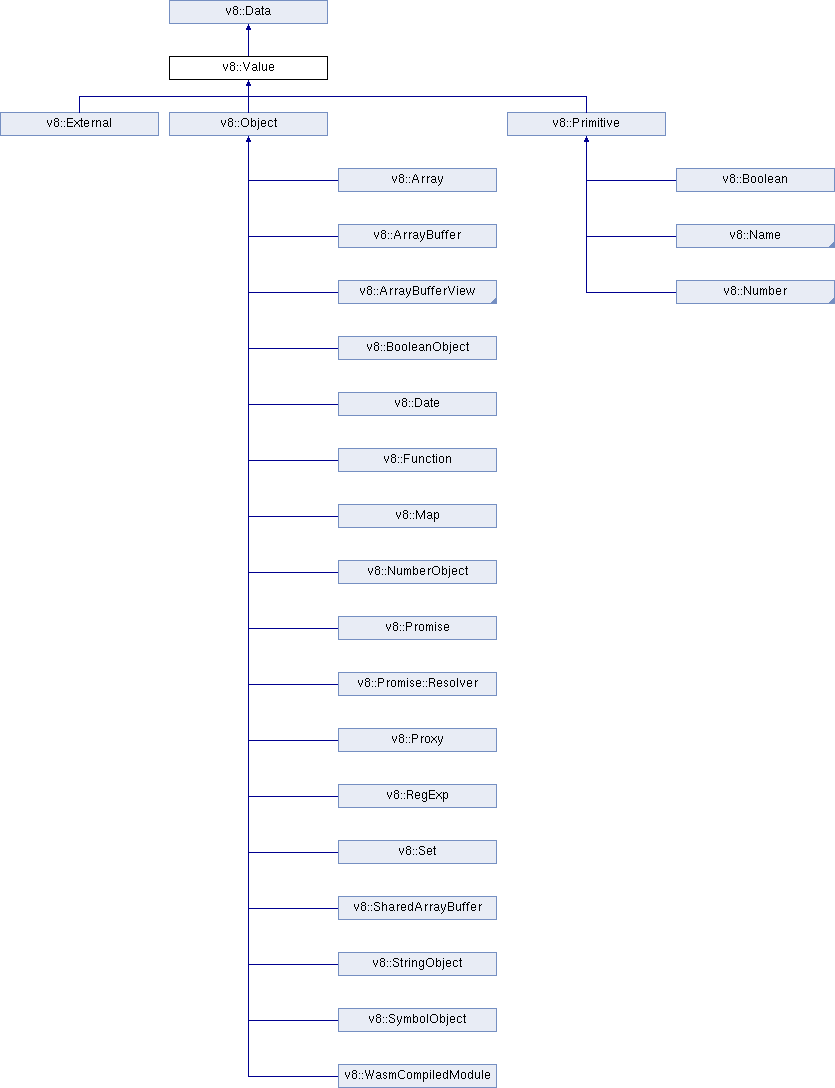 v8::Data
v8::Value
v8::External
v8::Object
v8::Primitive
v8::Array
v8::Boolean
v8::ArrayBuffer
v8::Name
v8::ArrayBufferView
v8::Number
v8::BooleanObject
v8::Date
v8::Function
v8::Map
v8::NumberObject
v8::Promise
v8::Promise::Resolver
v8::Proxy
v8::RegExp
v8::Set
v8::SharedArrayBuffer
v8::StringObject
v8::SymbolObject
v8::WasmCompiledModule